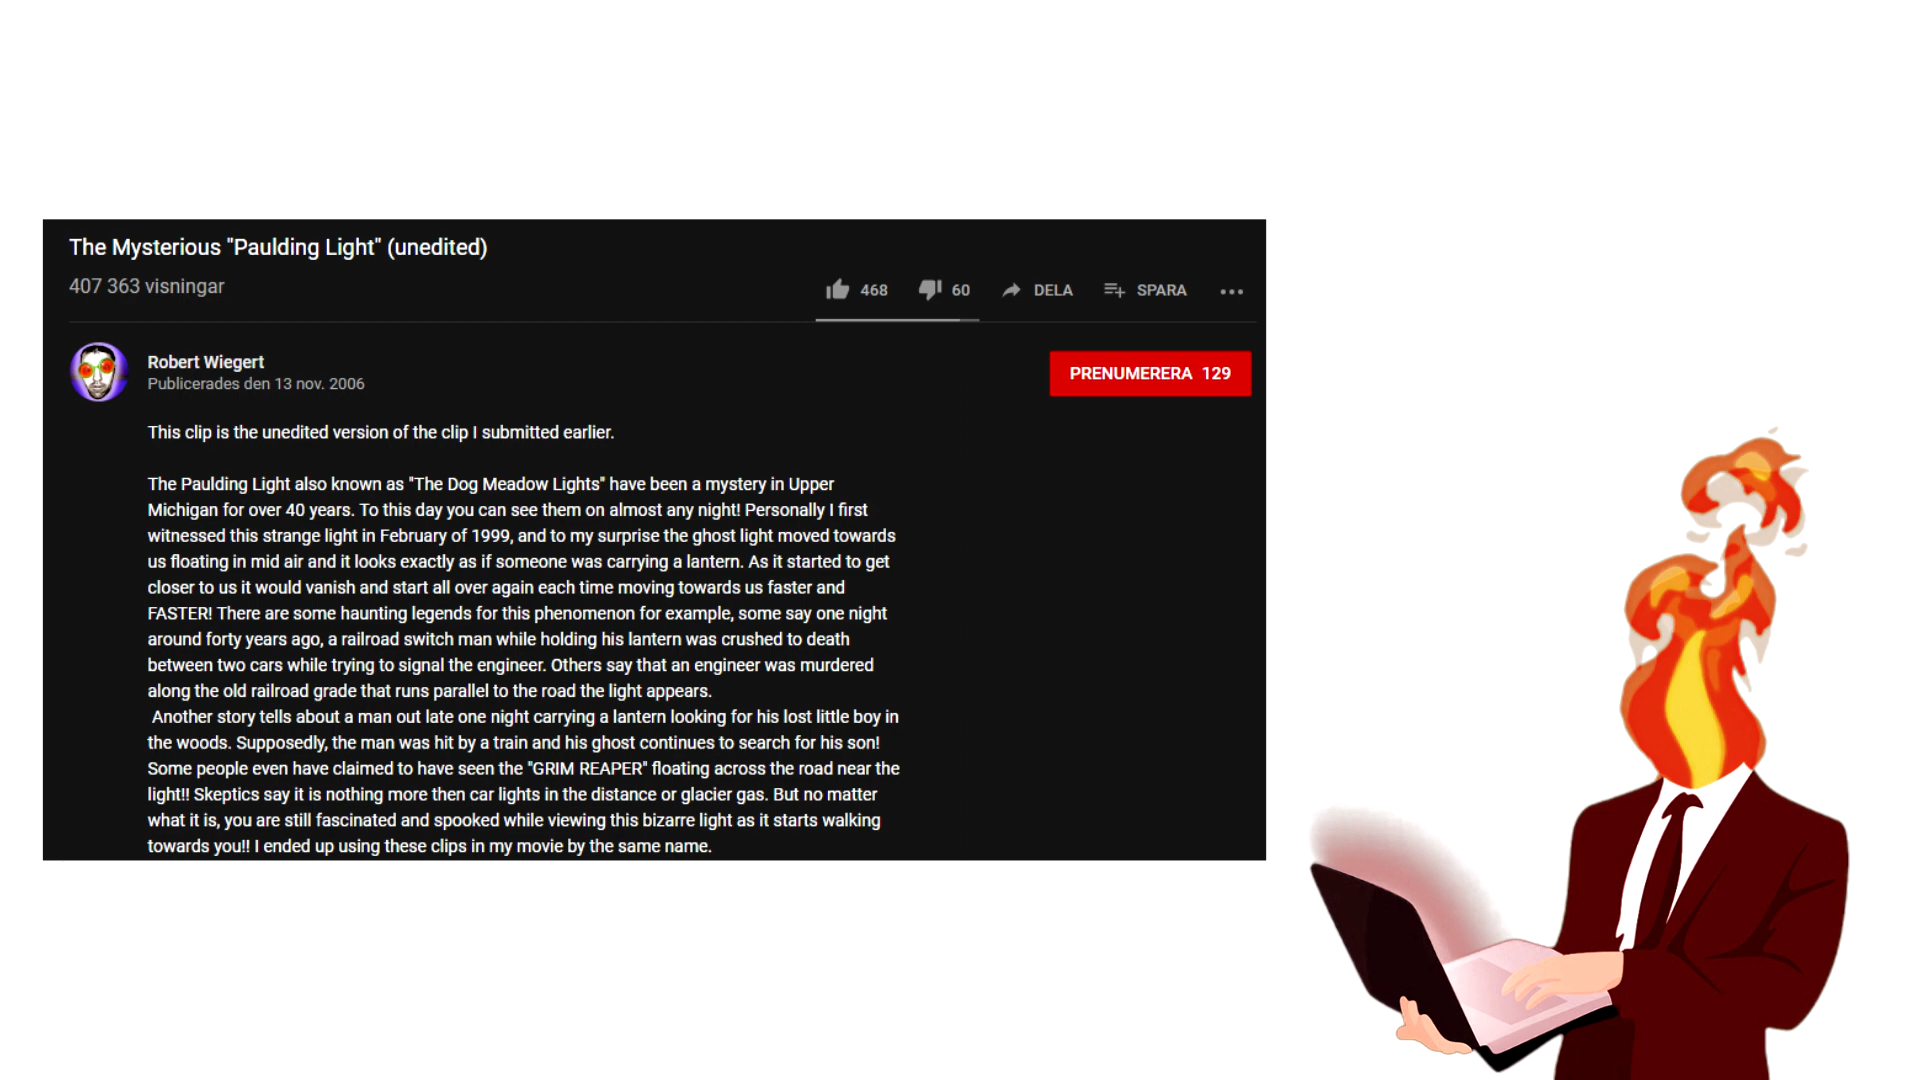 The Mysterious "Paulding Light" (unedited)
407 363 visningar
468 60 DELA SPARA
Robert Wiegert
Publicerades den 13 nov. 2006
PRENUMERERA 129
This clip is the unedited version of the clip I submitted earlier.
The Paulding Light also known as "The Dog Meadow Lights" have been a mystery in Upper
Michigan for over 40 years. To this day you can see them on almost any night! Personally I first
witnessed this strange light in February of 1999, and to my surprise the ghost light moved towards
us floating in mid air and it looks exactly as if someone was carrying a lantern. As it started to get
closer to us it would vanish and start all over again each time moving towards us faster and
FASTER! There are some haunting legends for this phenomenon for example, some say one night
around forty years ago, a railroad switch man while holding his lantern was crushed to death
between two cars while trying to signal the engineer. Others say that an engineer was murdered
along the old railroad grade that runs parallel to the road the light appears.
Another story tells about a man out late one night carrying a lantern looking for his lost little boy in
the woods. Supposedly, the man was hit by a train and his ghost continues to search for his son!
Some people even have claimed to have seen the "GRIM REAPER" floating across the road near the
light!! Skeptics say it is nothing more then car lights in the distance or glacier gas. But no matter
what it is, you are still fascinated and spooked while viewing this bizarre light as it starts walking
towards you!! I ended up using these clips in my movie by the same name.